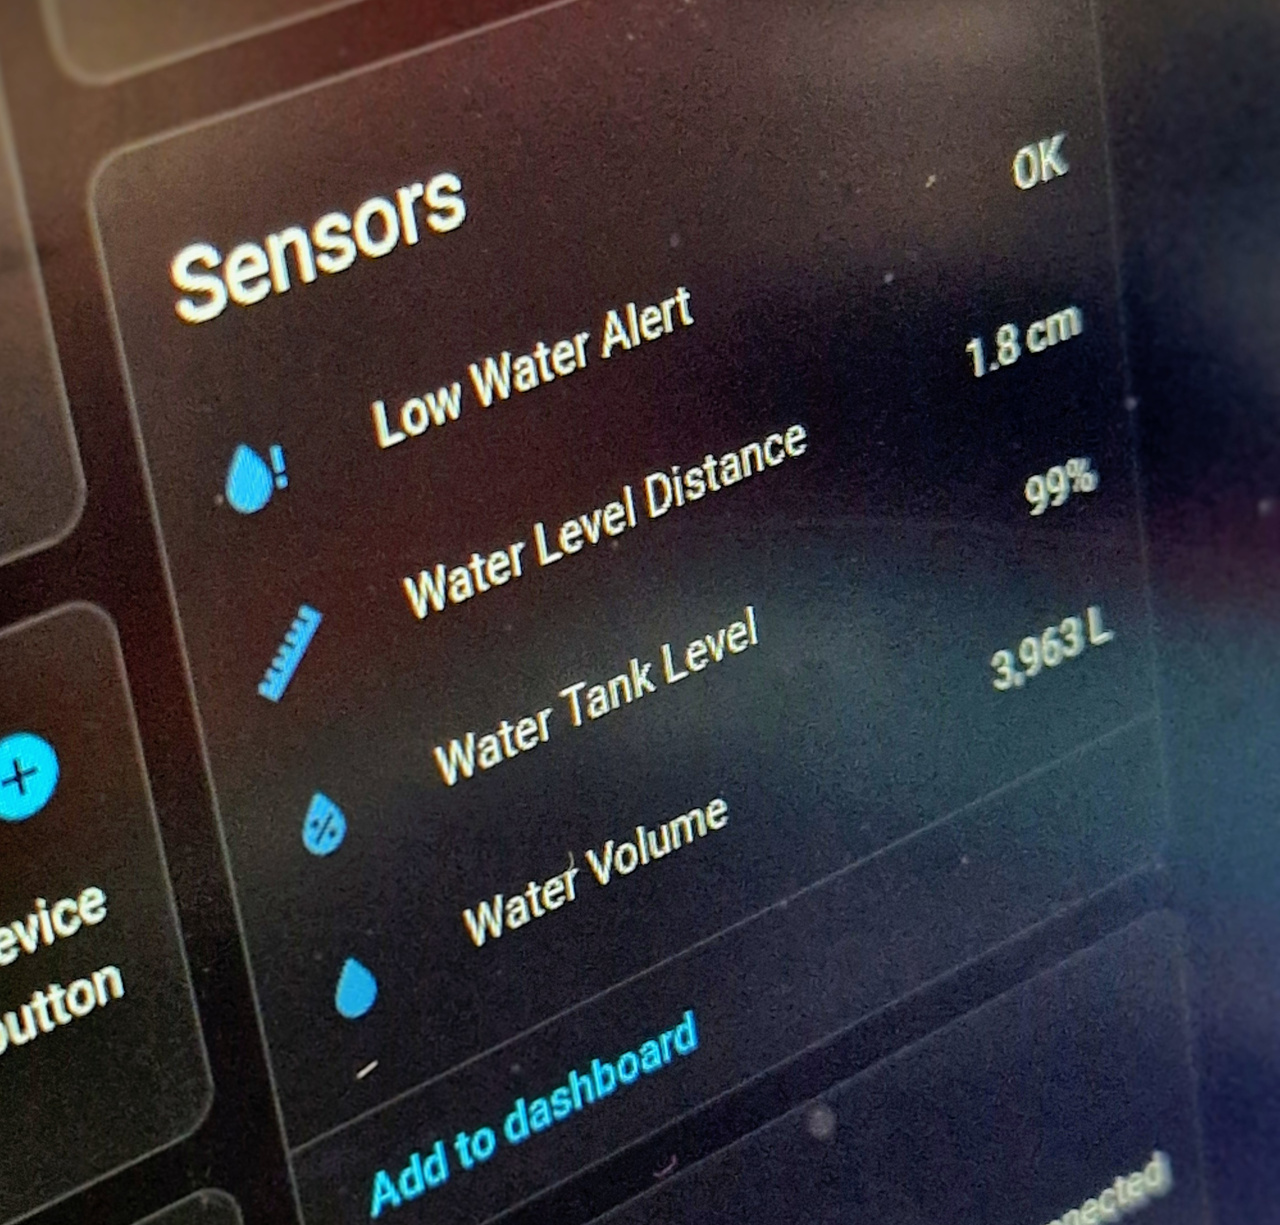 Sensors
Low Water Alert OK
Water Level Distance 1.8 cm
Water Tank Level 99%
Water Volume 3,963 L
Add to dashboard
+
evice
button
nected